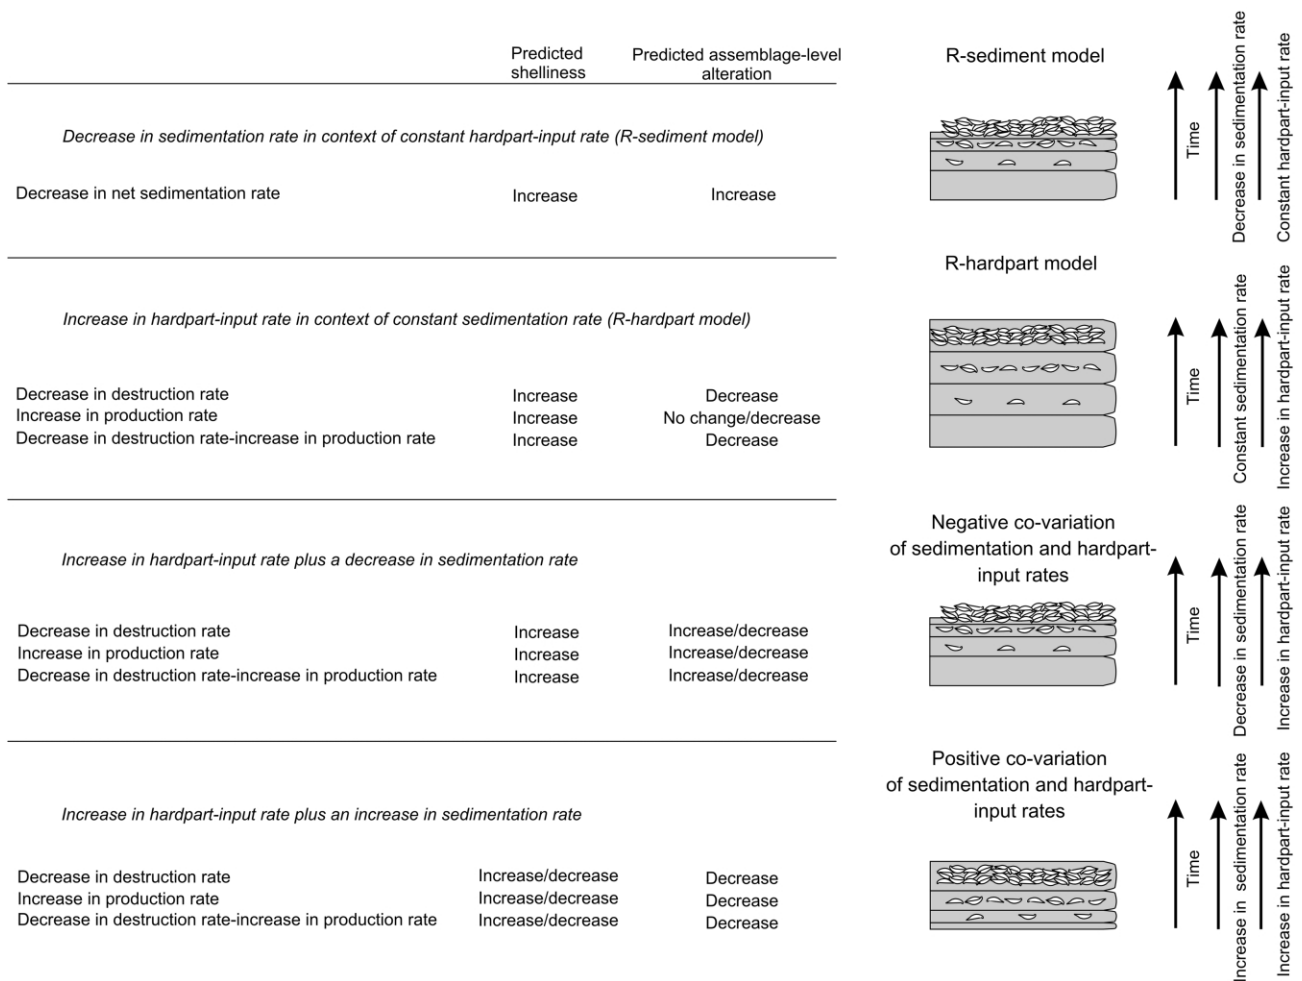 Predicted shelliness
Predicted assemblage-level alteration
Decrease in sedimentation rate in context of constant hardpart-input rate (R-sediment model)
Decrease in net sedimentation rate Increase Increase
Increase in hardpart-input rate in context of constant sedimentation rate (R-hardpart model)
Decrease in destruction rate Increase Decrease
Increase in production rate Increase No change/decrease
Decrease in destruction rate-increase in production rate Increase Decrease
Increase in hardpart-input rate plus a decrease in sedimentation rate
Decrease in destruction rate Increase Increase/decrease
Increase in production rate Increase Increase/decrease
Decrease in destruction rate-increase in production rate Increase Increase/decrease
Increase in hardpart-input rate plus an increase in sedimentation rate
Decrease in destruction rate Increase/decrease Decrease
Increase in production rate Increase/decrease Decrease
Decrease in destruction rate-increase in production rate Increase/decrease Decrease
R-sediment model
Time
Decrease in sedimentation rate
Constant hardpart-input rate
R-hardpart model
Time
Constant sedimentation rate
Increase in hardpart-input rate
Negative co-variation
of sedimentation and hardpart-
input rates
Time
Decrease in sedimentation rate
Increase in hardpart-input rate
Positive co-variation
of sedimentation and hardpart-
input rates
Time
Increase in sedimentation rate
Increase in hardpart-input rate